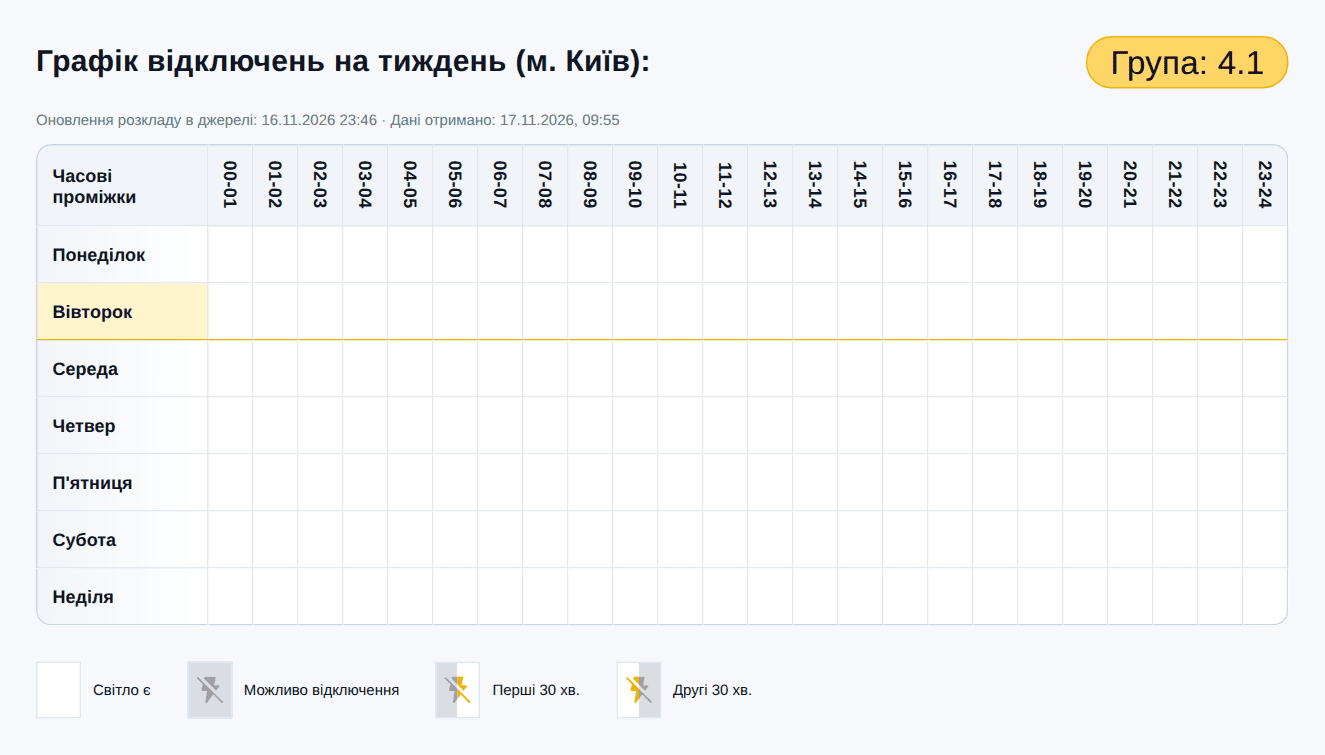 Графік відключень на тиждень (м. Київ):
Група: 4.1
Оновлення розкладу в джерелі: 16.11.2026 23:46 · Дані отримано: 17.11.2026, 09:55
Часові
проміжки
00-01
01-02
02-03
03-04
04-05
05-06
06-07
07-08
08-09
09-10
10-11
11-12
12-13
13-14
14-15
15-16
16-17
17-18
18-19
19-20
20-21
21-22
22-23
23-24
Понеділок
Вівторок
Середа
Четвер
П'ятниця
Субота
Неділя
Світло є
Можливо відключення
Перші 30 хв.
Другі 30 хв.